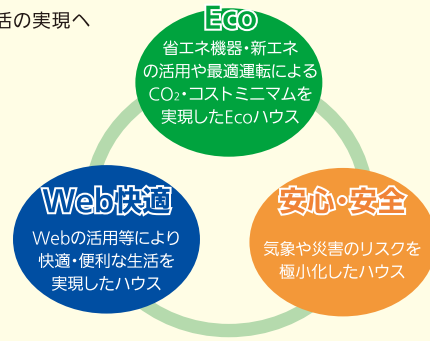 活の実現へ
Eco
省エネ機器・新エネ
の活用や最適運転による
CO₂・コストミニマムを
実現したEcoハウス
Web快適
Webの活用等により
快適・便利な生活を
実現したハウス
安心・安全
気象や災害のリスクを
極小化したハウス